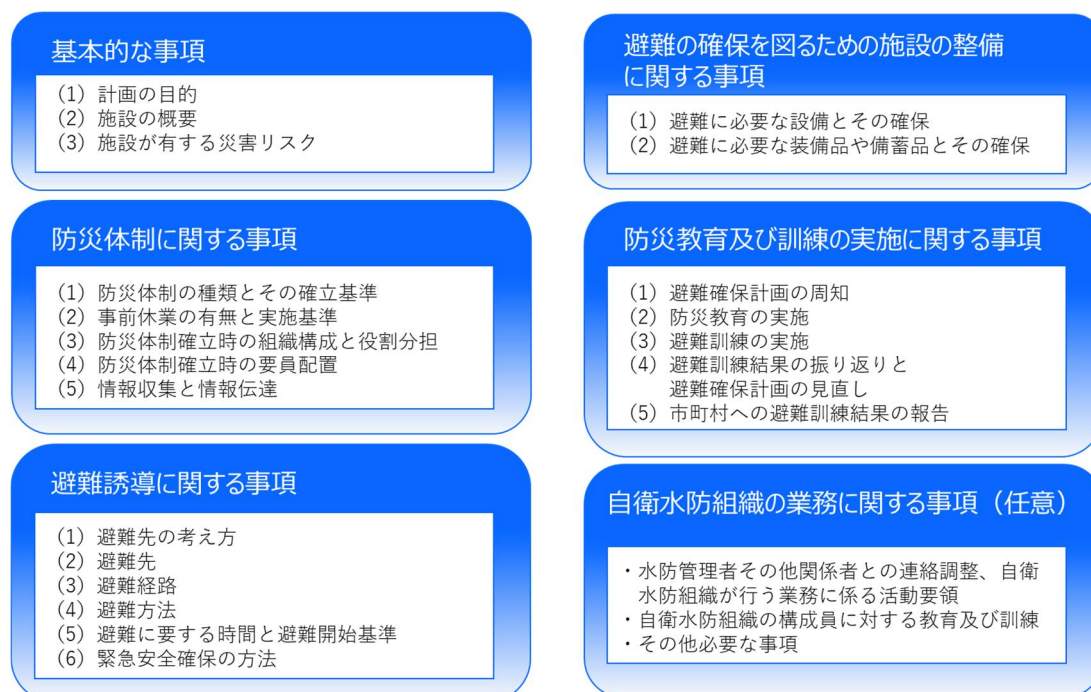 基本的な事項
(1) 計画の目的
(2) 施設の概要
(3) 施設が有する災害リスク
防災体制に関する事項
(1) 防災体制の種類とその確立基準
(2) 事前休業の有無と実施基準
(3) 防災体制確立時の組織構成と役割分担
(4) 防災体制確立時の要員配置
(5) 情報収集と情報伝達
避難誘導に関する事項
(1) 避難先の考え方
(2) 避難先
(3) 避難経路
(4) 避難方法
(5) 避難に要する時間と避難開始基準
(6) 緊急安全確保の方法
避難の確保を図るための施設の整備
に関する事項
(1) 避難に必要な設備とその確保
(2) 避難に必要な装備品や備蓄品とその確保
防災教育及び訓練の実施に関する事項
(1) 避難確保計画の周知
(2) 防災教育の実施
(3) 避難訓練の実施
(4) 避難訓練結果の振り返りと
避難確保計画の見直し
(5) 市町村への避難訓練結果の報告
自衛水防組織の業務に関する事項（任意）
・水防管理者その他関係者との連絡調整、自衛
水防組織が行う業務に係る活動要領
・自衛水防組織の構成員に対する教育及び訓練
・その他必要な事項